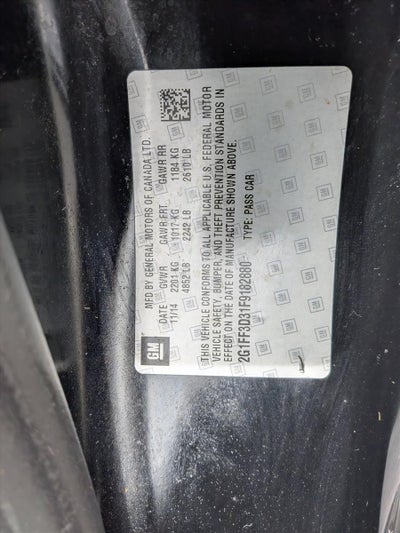 MFD BY GENERAL MOTORS OF CANADA LTD.
DATE GVWR GAWR FRT GAWR RR
11/14 2201 KG 1017 KG 1184 KG
4852 LB 2242 LB 2610 LB
GM
THIS VEHICLE CONFORMS TO ALL APPLICABLE U.S. FEDERAL MOTOR
VEHICLE SAFETY, BUMPER, AND THEFT PREVENTION STANDARDS IN
EFFECT ON THE DATE OF MANUFACTURE SHOWN ABOVE.
2G1FF3D31F9182880 TYPE: PASS CAR